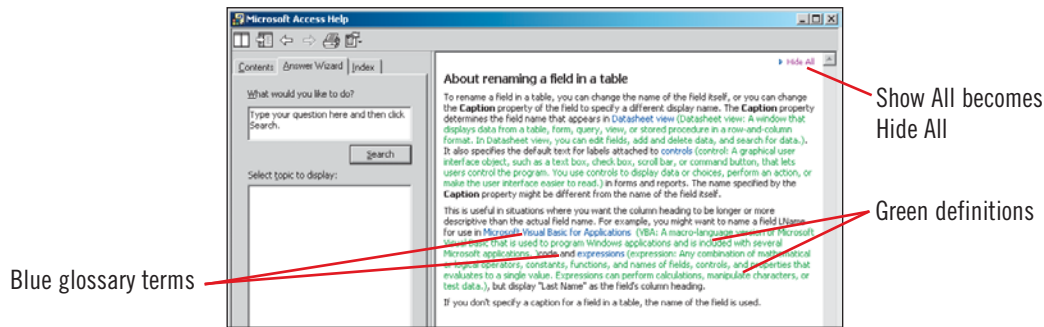 Microsoft Access Help
Contents Answer Wizard Index
What would you like to do?
Type your question here and then click
Search.
Search
Select topic to display:
Hide All
About renaming a field in a table
To rename a field in a table, you can change the name of the field itself, or you can change
the Caption property of the field to specify a different display name. The Caption property
determines the field name that appears in Datasheet view (Datasheet view: A window that
displays data from a table, form, query, view, or stored procedure in a row-and-column
format. In Datasheet view, you can edit fields, add and delete data, and search for data.).
It also specifies the default text for labels attached to controls (control: A graphical user
interface object, such as a text box, check box, scroll bar, or command button, that lets
users control the program. You use controls to display data or choices, perform an action, or
make the user interface easier to read.) in forms and reports. The name specified by the
Caption property might be different from the name of the field itself.
This is useful in situations where you want the column heading to be longer or more
descriptive than the actual field name. For example, you might want to name a field LName
for use in Microsoft Visual Basic for Applications (VBA: A macro-language version of Microsoft
Visual Basic that is used to program Windows applications and is included with several
Microsoft applications. )code and expressions (expression: Any combination of mathematical
or logical operators, constants, functions, and names of fields, controls, and properties that
evaluates to a single value. Expressions can perform calculations, manipulate characters, or
test data.), but display "Last Name" as the field's column heading.
If you don't specify a caption for a field in a table, the name of the field is used.
Show All becomes
Hide All
Green definitions
Blue glossary terms